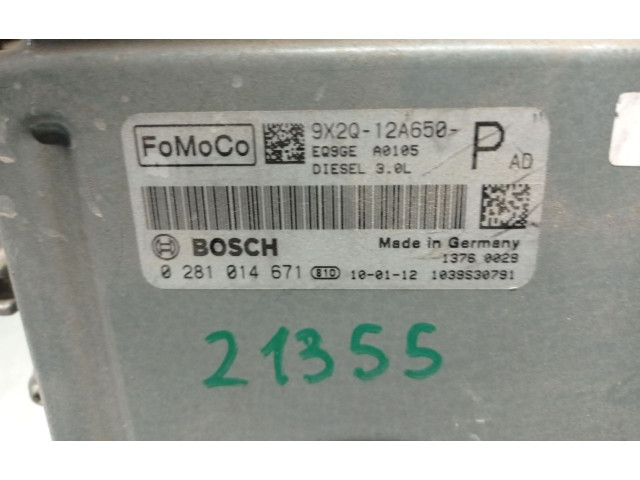 FoMoCo
9X2Q-12A650-
P AD
EQ9GE A0105
DIESEL 3.0L
BOSCH
Made in Germany
1376 0029
0 281 014 671 810 10-01-12 1039S30791
21355